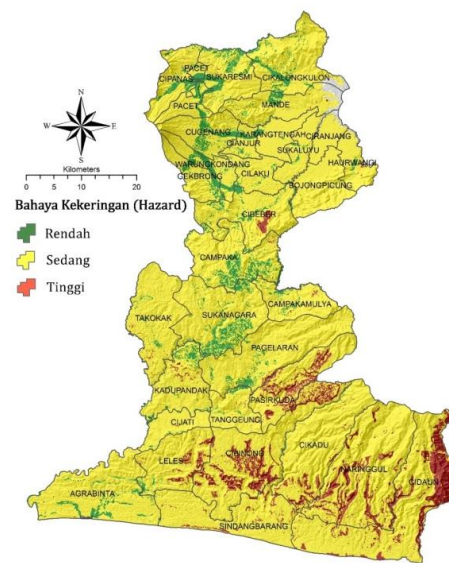 PACET
CIPANAS
SUKARESMI
CIKALONGKULON
PACET
MANDE
CUGENANG
KARANGTENGAH
CIRANJANG
CIANJUR
SUKALUYU
HAURWANGI
WARUNGKONDANG
CILAKU
GEKBRONG
BOJONGPICUNG
CIBEBER
N
W E
S
Kilometers
0 5 10 20
Bahaya Kekeringan (Hazard)
Rendah
Sedang
Tinggi
CAMPAKA
CAMPAKAMULYA
TAKOKAK
SUKANAGARA
PAGELARAN
KADUPANDAK
PASIRKUDA
CIJATI
TANGGEUNG
CIKADU
LELES
CIBINONG
NARINGGUL
CIDAUN
AGRABINTA
SINDANGBARANG